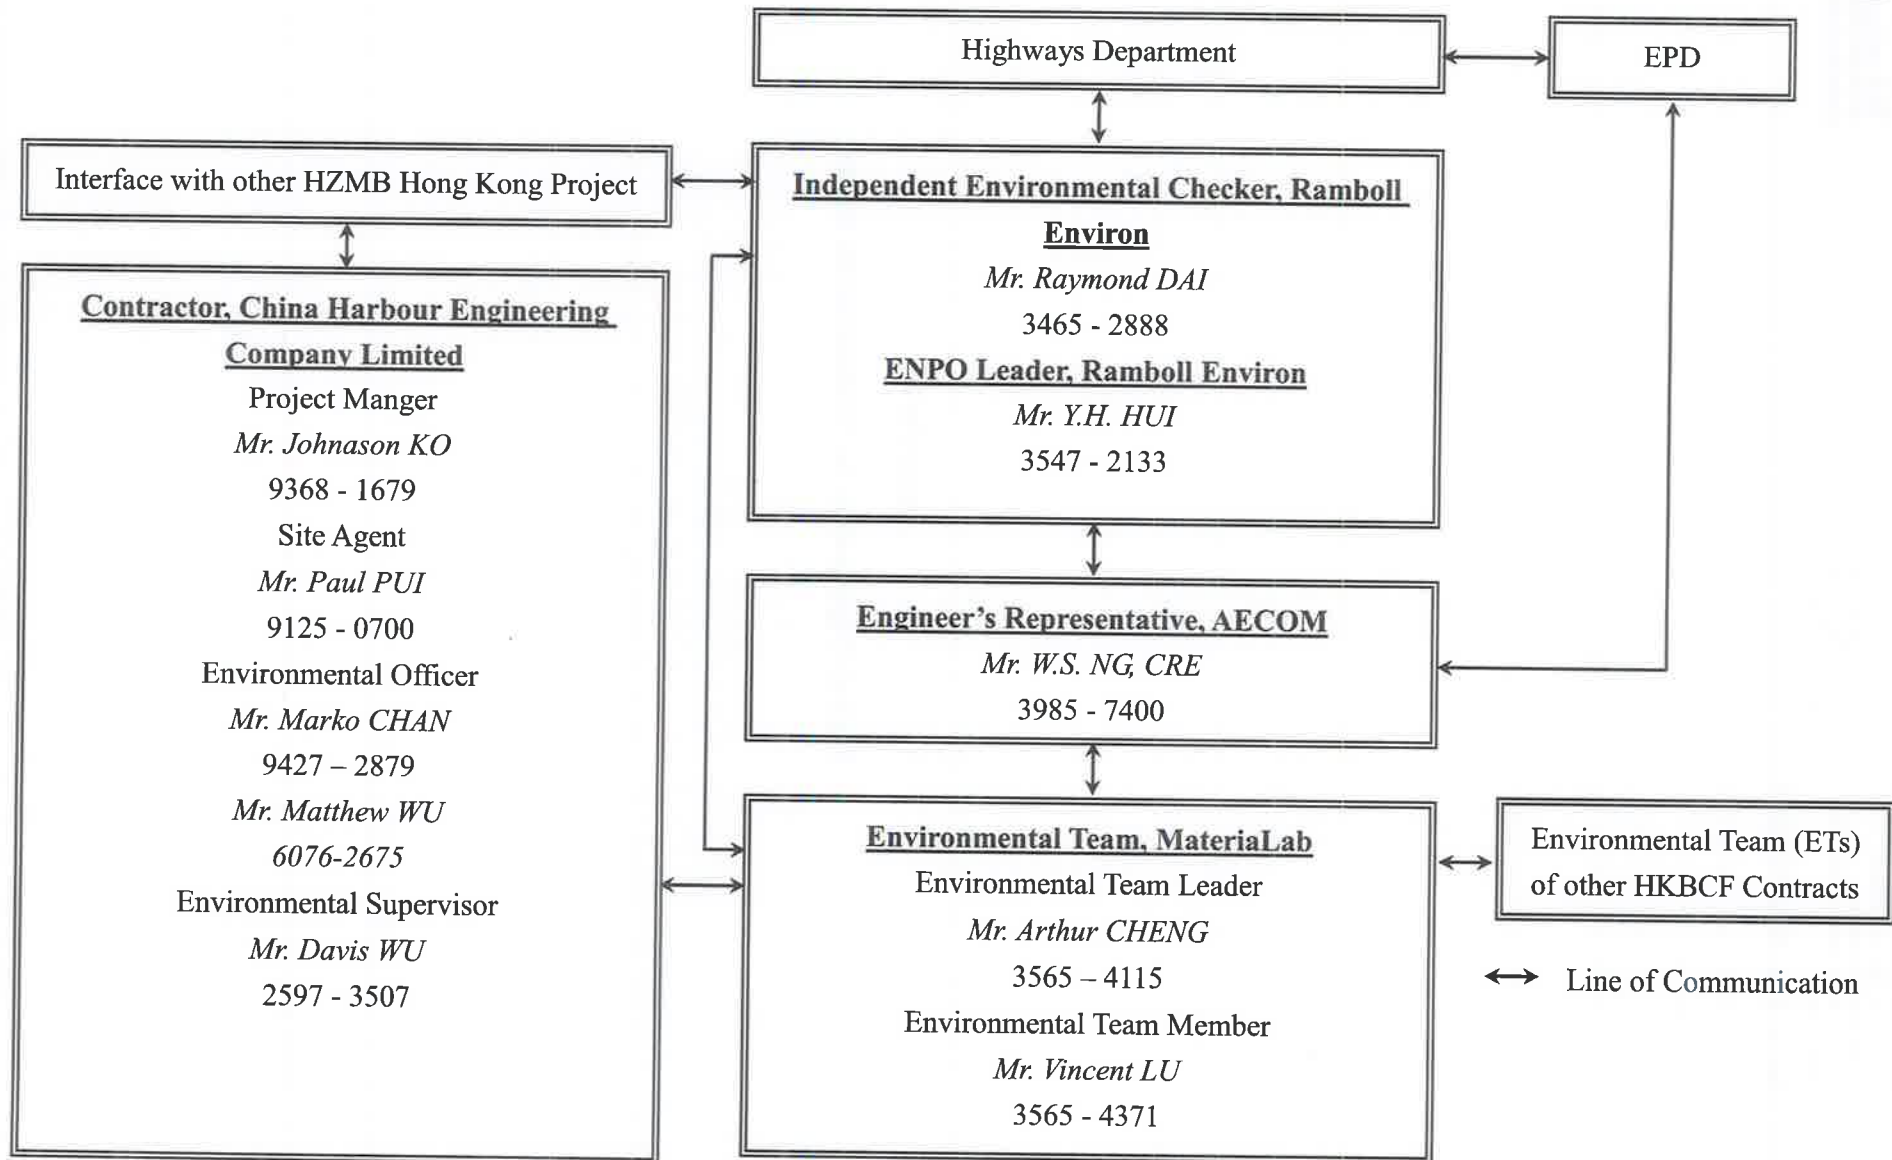 Highways Department
EPD
Interface with other HZMB Hong Kong Project
Independent Environmental Checker, Ramboll
Environ
Mr. Raymond DAI
3465 - 2888
ENPO Leader, Ramboll Environ
Mr. Y.H. HUI
3547 - 2133
Contractor, China Harbour Engineering
Company Limited
Project Manger
Mr. Johnason KO
9368 - 1679
Site Agent
Mr. Paul PUI
9125 - 0700
Environmental Officer
Mr. Marko CHAN
9427 – 2879
Mr. Matthew WU
6076-2675
Environmental Supervisor
Mr. Davis WU
2597 - 3507
Engineer’s Representative, AECOM
Mr. W.S. NG, CRE
3985 - 7400
Environmental Team, MateriaLab
Environmental Team Leader
Mr. Arthur CHENG
3565 – 4115
Environmental Team Member
Mr. Vincent LU
3565 - 4371
Environmental Team (ETs)
of other HKBCF Contracts
Line of Communication